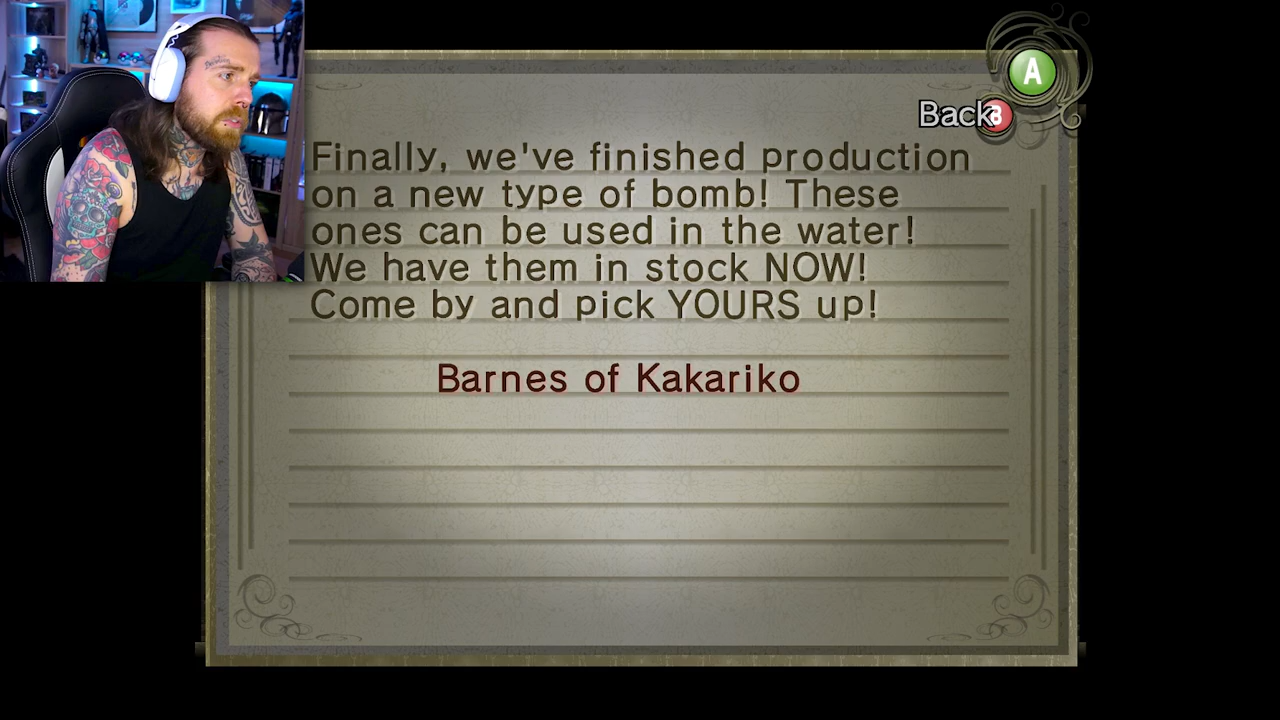 A
Back B
Finally, we've finished production
on a new type of bomb! These
ones can be used in the water!
We have them in stock NOW!
Come by and pick YOURS up!
Barnes of Kakariko